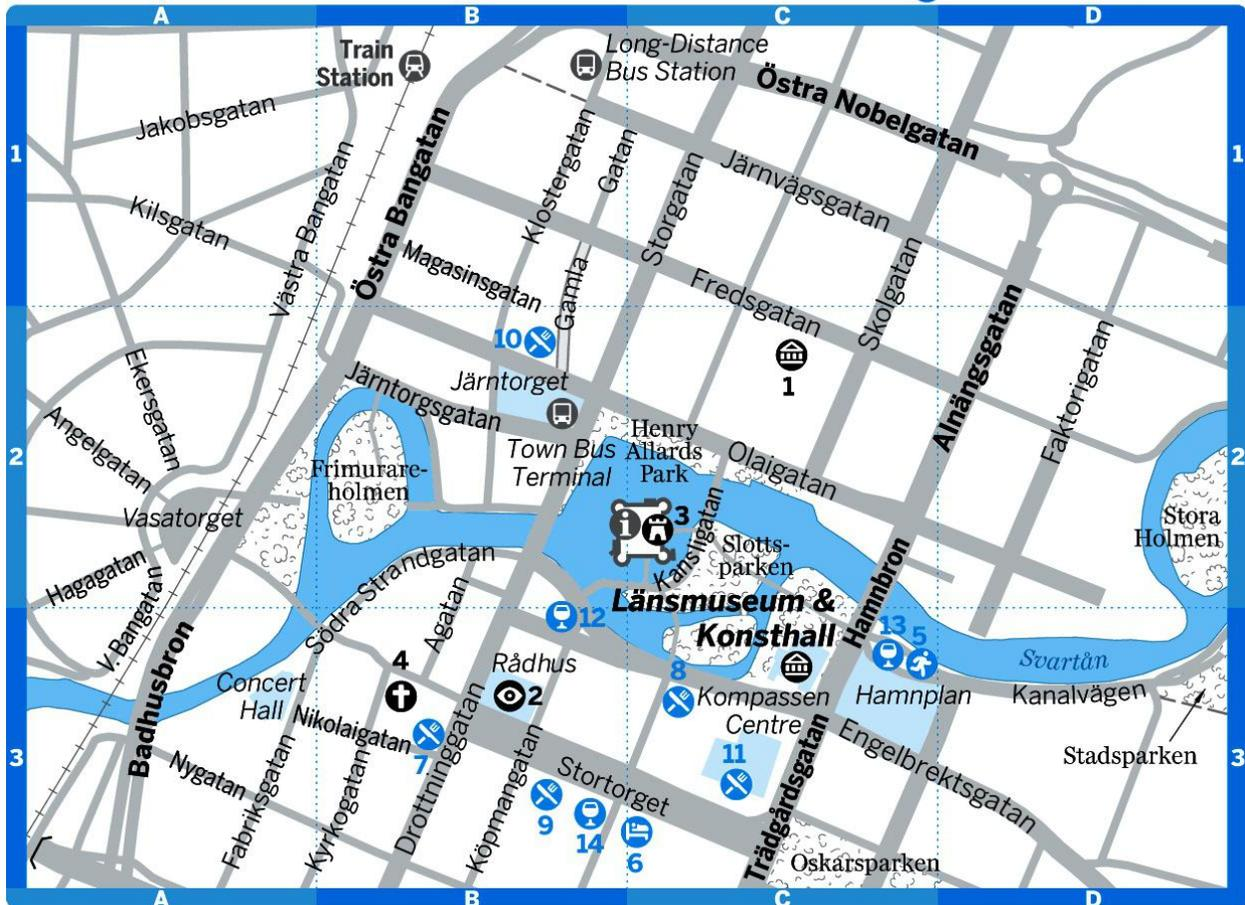 A
B
C
D
Train
Station
Long-Distance
Bus Station
Östra Nobelgatan
Jakobsgatan
1
1
Östra Bangatan
Klostergatan
Gatan
Järnvägsgatan
Kilsgatan
Västra Bangatan
Storgatan
Magasinsgatan
Gamla
Fredsgatan
Skolgatan
Alnängsgatan
10
Järntorget
Järntorgsgatan
1
Faktorigatan
Ekersgatan
Angelgatan
2
2
Henry
Allards
Park
Olaigatan
Town Bus
Terminal
Frimurare-
holmen
Vasatorget
i
3
Kansligatan
Slotts-
parken
Stora
Holmen
Hagagatan
V. Bangatan
Södra Strandgatan
Agatan
12
Länsmuseum &
Konsthall
Hamnbron
13
5
Svartån
4
Rådhus
2
8
Kompassen
Centre
Hamnplan
Kanalvägen
Badhusbron
Concert
Hall
Nikolaigatan
7
Drottninggatan
Stadsparken
3
3
Nygatan
Fabriksgatan
Kyrkogatan
Köpmangatan
Stortorget
11
Trädgårdsgatan
Engelbrektsgatan
9
14
6
Oskarsparken
A
B
C
D